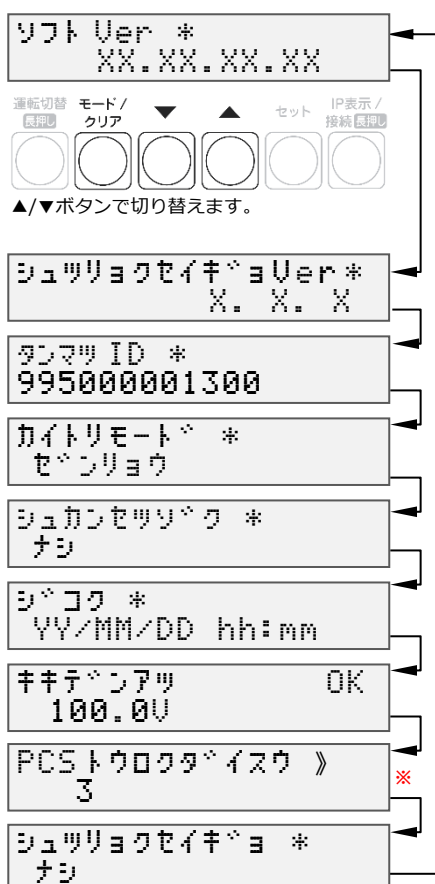 ソフト Ver *
XX.XX.XX.XX
運転切替 モード/ ▼ ▲ セット IP表示/
長押し クリア 接続 長押し
▲/▼ボタンで切り替えます。
シュツリョクセイギョVer*
X. X. X
タンマツ ID *
995000001300
カイトリモード *
ゼンリョウ
シュカンセツゾク *
ナシ
ジコク *
YY/MM/DD hh:mm
キキデンアツ OK
100.0V
PCSトウロクダイスウ 》
3
※
シュツリョクセイギョ *
ナシ